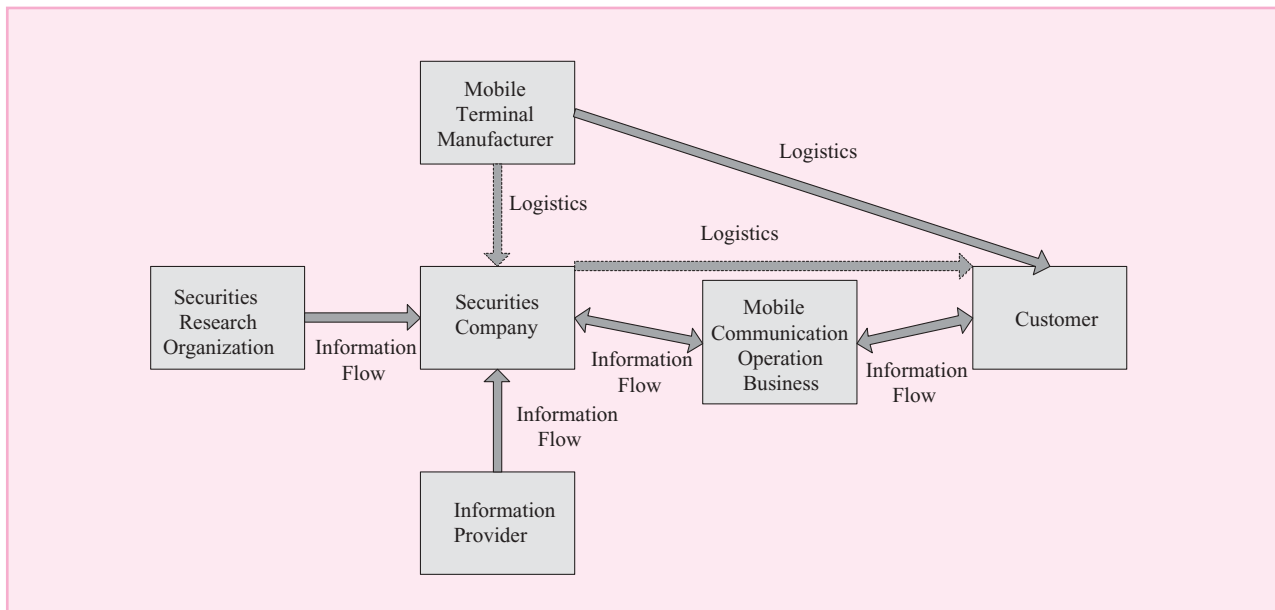 Mobile
Terminal
Manufacturer
Logistics
Logistics
Logistics
Securities
Research
Organization
Information
Flow
Securities
Company
Mobile
Communication
Operation
Business
Customer
Information
Flow
Information
Flow
Information
Flow
Information
Provider